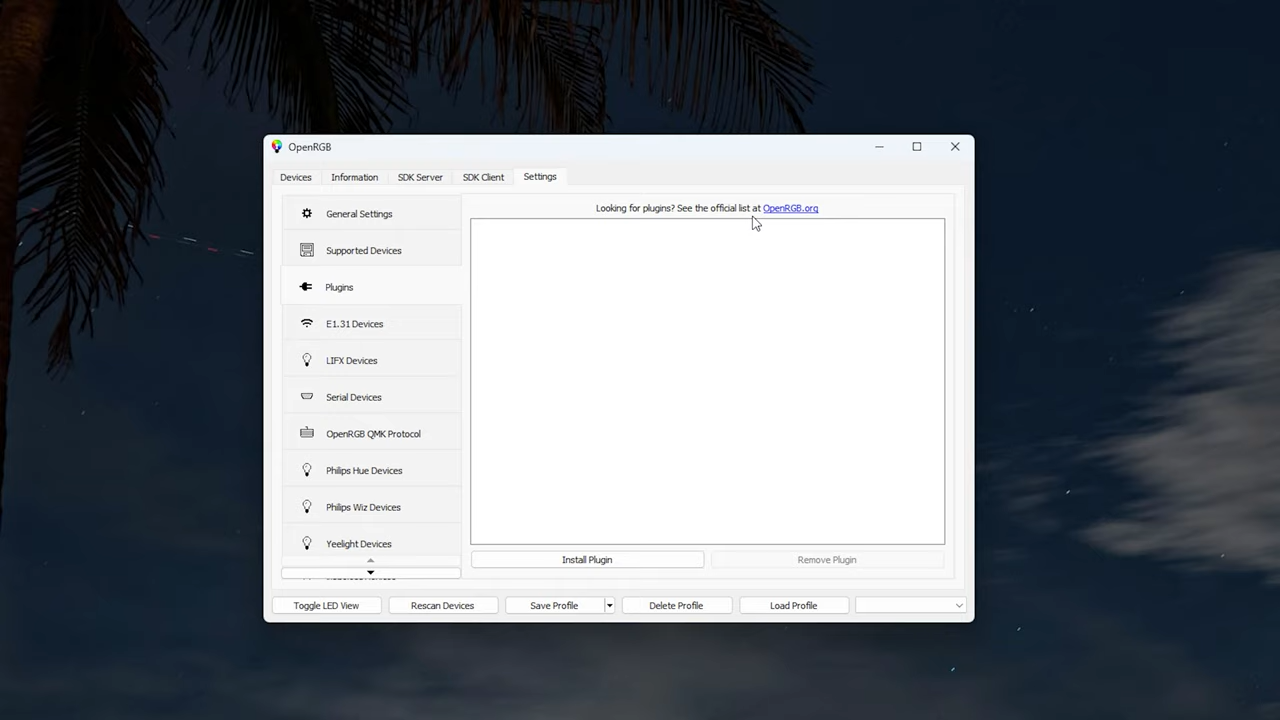 OpenRGB
Devices
Information
SDK Server
SDK Client
Settings
General Settings
Supported Devices
Plugins
E1.31 Devices
LIFX Devices
Serial Devices
OpenRGB QMK Protocol
Philips Hue Devices
Philips Wiz Devices
Yeelight Devices
Looking for plugins? See the official list at OpenRGB.org
Install Plugin
Remove Plugin
Toggle LED View
Rescan Devices
Save Profile
Delete Profile
Load Profile